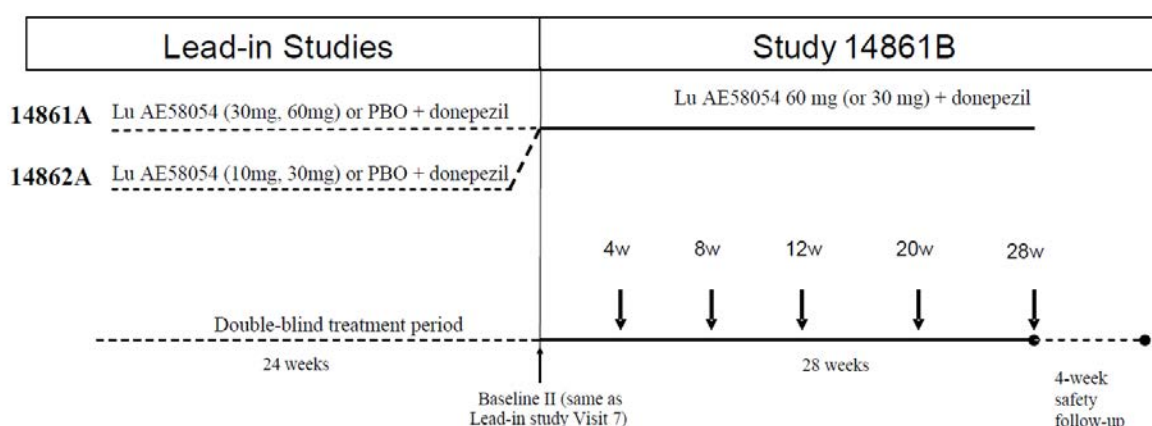 Lead-in Studies
Study 14861B
14861A Lu AE58054 (30mg, 60mg) or PBO + donepezil
Lu AE58054 60 mg (or 30 mg) + donepezil
14862A Lu AE58054 (10mg, 30mg) or PBO + donepezil
4w 8w 12w 20w 28w
Double-blind treatment period
24 weeks
28 weeks
Baseline II (same as
Lead-in study Visit 7)
4-week
safety
follow-up